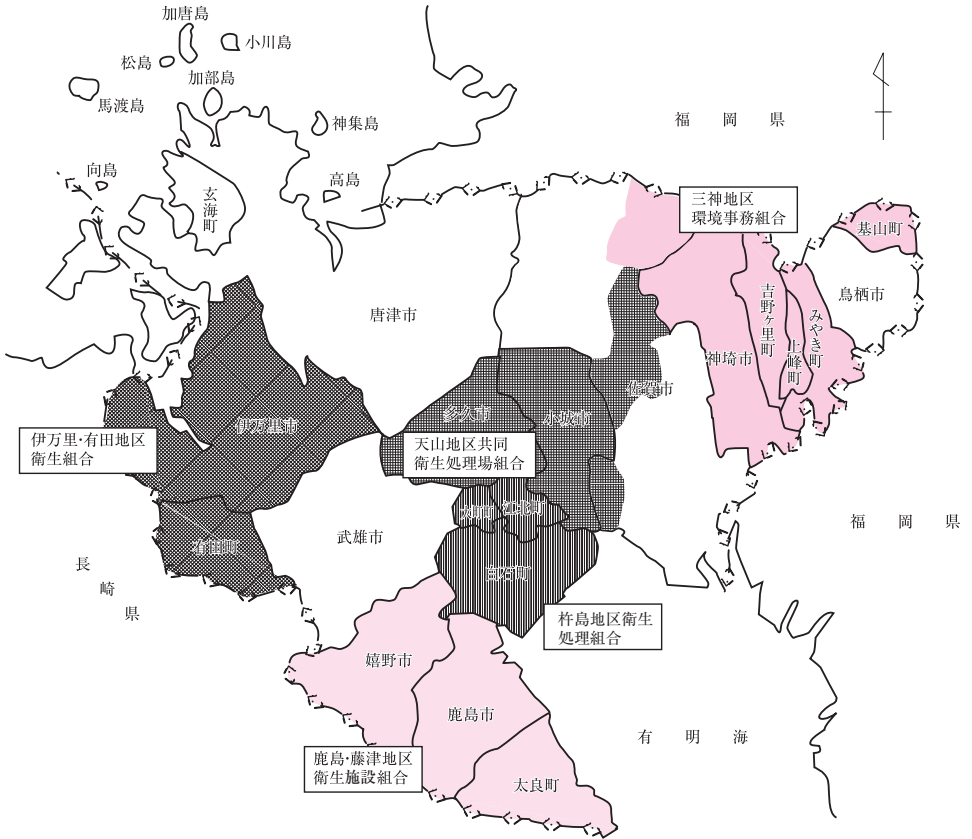 加唐島
小川島
松島
加部島
馬渡島
神集島
福岡県
向島
高島
玄海町
三神地区
環境事務組合
基山町
鳥栖市
唐津市
吉野ヶ里町
みやき町
上峰町
神埼市
佐賀市
多久市
小城市
伊万里市
伊万里・有田地区
衛生組合
天山地区共同
衛生処理場組合
大町町
江北町
福岡県
武雄市
有田町
白石町
長崎県
杵島地区衛生
処理組合
嬉野市
鹿島市
有明海
鹿島・藤津地区
衛生施設組合
太良町